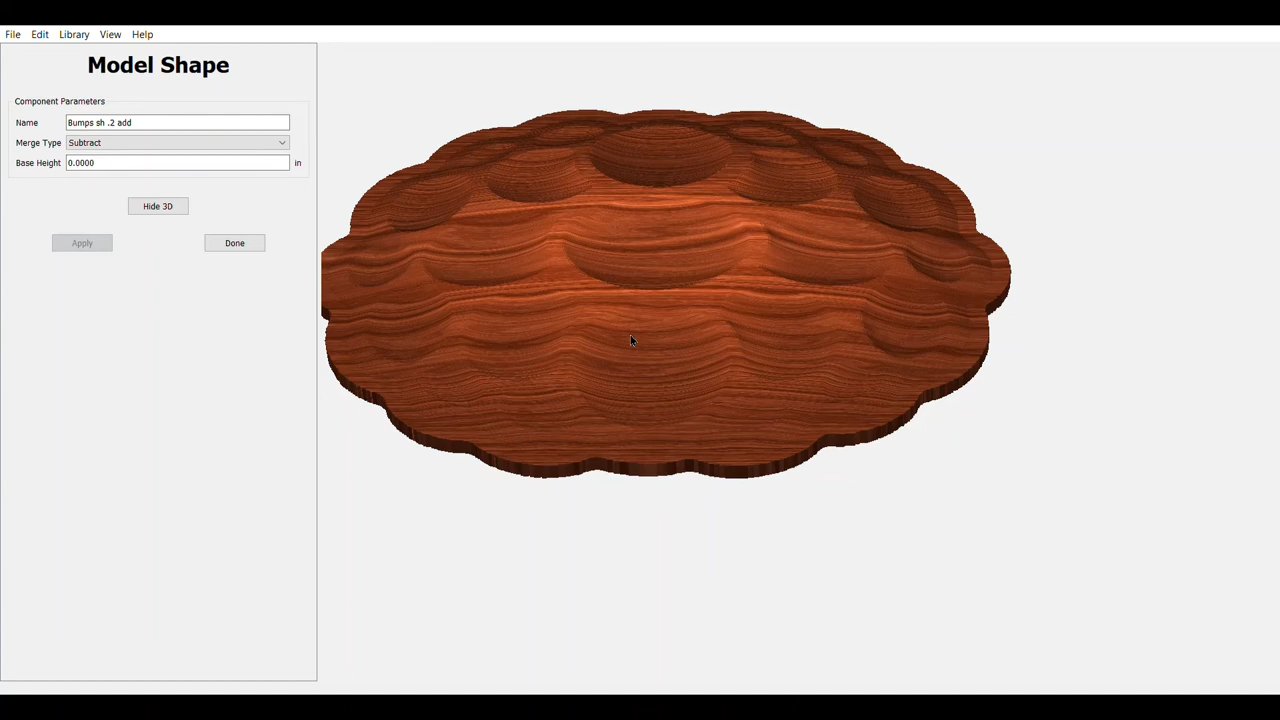 File Edit Library View Help
Model Shape
Component Parameters
Name Bumps sh .2 add
Merge Type Subtract
Base Height 0.0000 in
Hide 3D
Apply Done